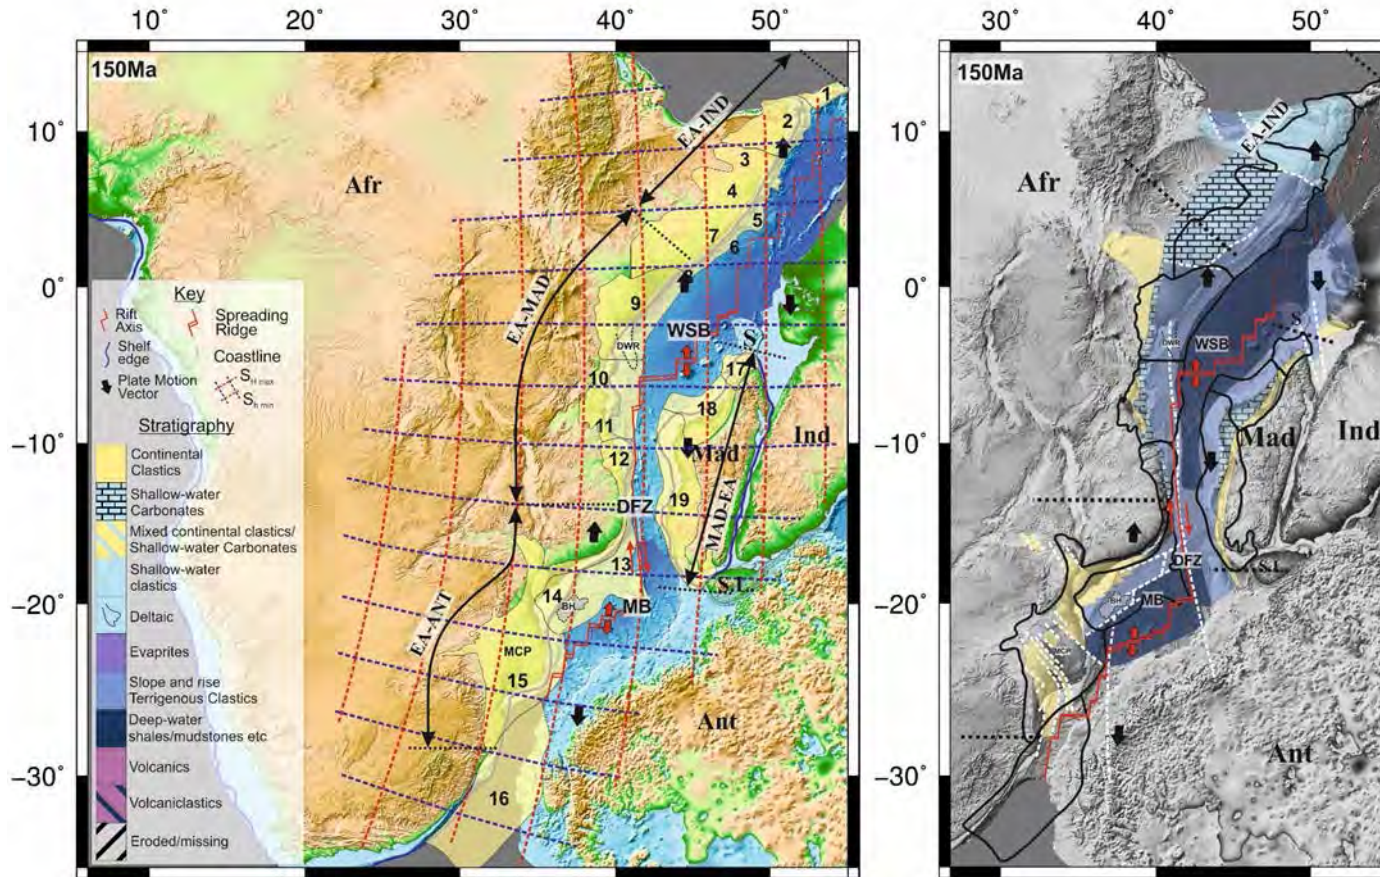 10° 20° 30° 40° 50°
30° 40° 50°
150Ma
10°
0°
−10°
−20°
−30°
Afr
EA-IND
EA-MAD
EA-ANT
MAD-EA
1
2
3
4
5
6
7
8
9
DWR
WSB
S.
10
17
18
11
12
Mad
Ind
19
DFZ
13
S.L.
14
BH
MB
MCP
15
Ant
16
Key
Rift Axis
Spreading Ridge
Shelf edge
Coastline
Plate Motion Vector
SH max
Sh min
Stratigraphy
Continental
Clastics
Shallow-water
Carbonates
Mixed continental clastics/
Shallow-water Carbonates
Shallow-water
clastics
Deltaic
Evaprites
Slope and rise
Terrigenous Clastics
Deep-water
shales/mudstones etc
Volcanics
Volcaniclastics
Eroded/missing
150Ma
10°
0°
−10°
−20°
−30°
Afr
EA-IND
DWR
WSB
S.
Mad
Ind
DFZ
S.L.
BH
MB
MCP
Ant